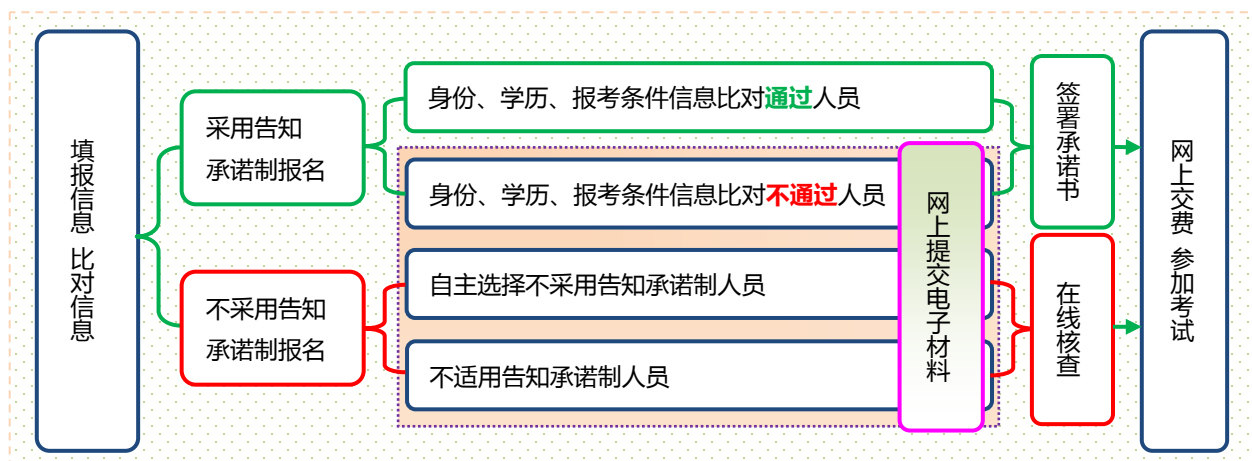 填报信息 比对信息
采用告知
承诺制报名
不采用告知
承诺制报名
身份、学历、报考条件信息比对通过人员
身份、学历、报考条件信息比对不通过人员
自主选择不采用告知承诺制人员
不适用告知承诺制人员
网上提交电子材料
签署承诺书
在线核查
网上交费 参加考试